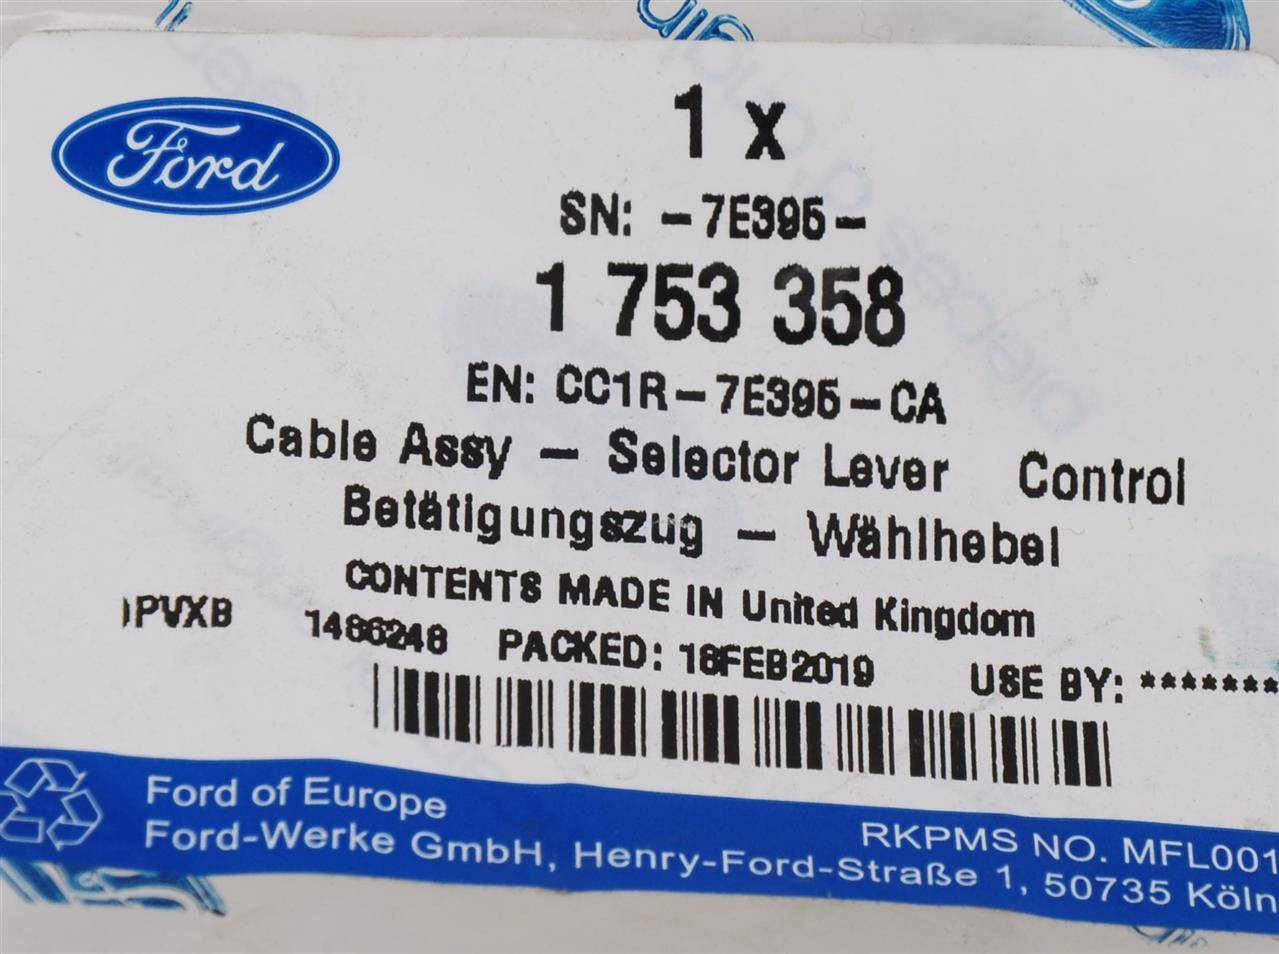 Ford
1 x
SN: -7E395-
1 753 358
EN: CC1R-7E395-CA
Cable Assy - Selector Lever Control
Betätigungszug - Wählhebel
CONTENTS MADE IN United Kingdom
PVXB 1486248 PACKED: 18FEB2019 USE BY: *******
Ford of Europe
Ford-Werke GmbH, Henry-Ford-Straße 1, 50735 Köln
RKPMS NO. MFL001